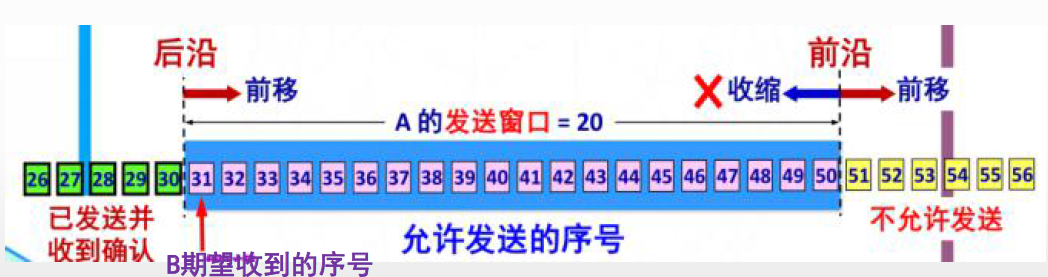 后沿
前沿
前移
收缩
前移
A 的发送窗口 = 20
26 27 28 29 30 31 32 33 34 35 36 37 38 39 40 41 42 43 44 45 46 47 48 49 50 51 52 53 54 55 56
已发送并
收到确认
允许发送的序号
不允许发送
B期望收到的序号